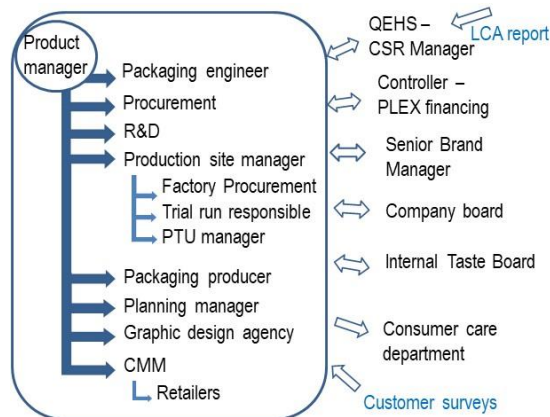 Product
manager
Packaging engineer
Procurement
R&D
Production site manager
Factory Procurement
Trial run responsible
PTU manager
Packaging producer
Planning manager
Graphic design agency
CMM
Retailers
QEHS –
CSR Manager
LCA report
Controller –
PLEX financing
Senior Brand
Manager
Company board
Internal Taste Board
Consumer care
department
Customer surveys